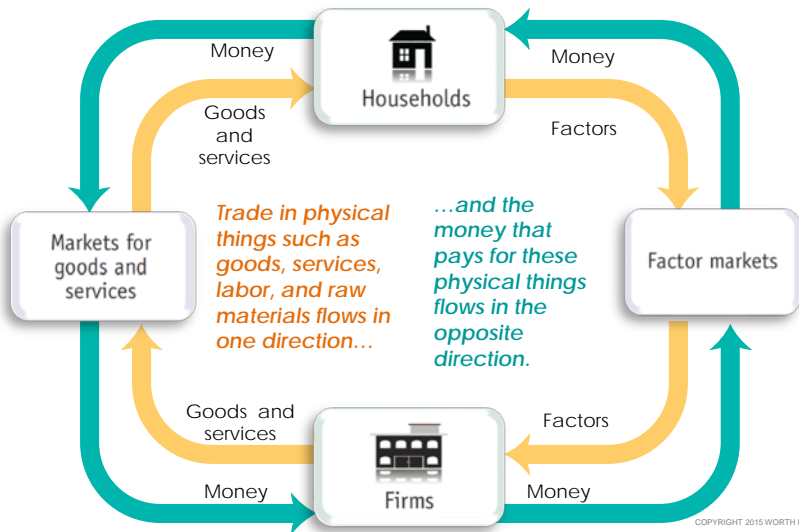 Money
Money
Households
Goods
and
services
Factors
Markets for
goods and
services
Trade in physical
things such as
goods, services,
labor, and raw
materials flows in
one direction…
…and the
money that
pays for these
physical things
flows in the
opposite
direction.
Factor markets
Goods and
services
Factors
Money
Firms
Money
COPYRIGHT 2015 WORTH